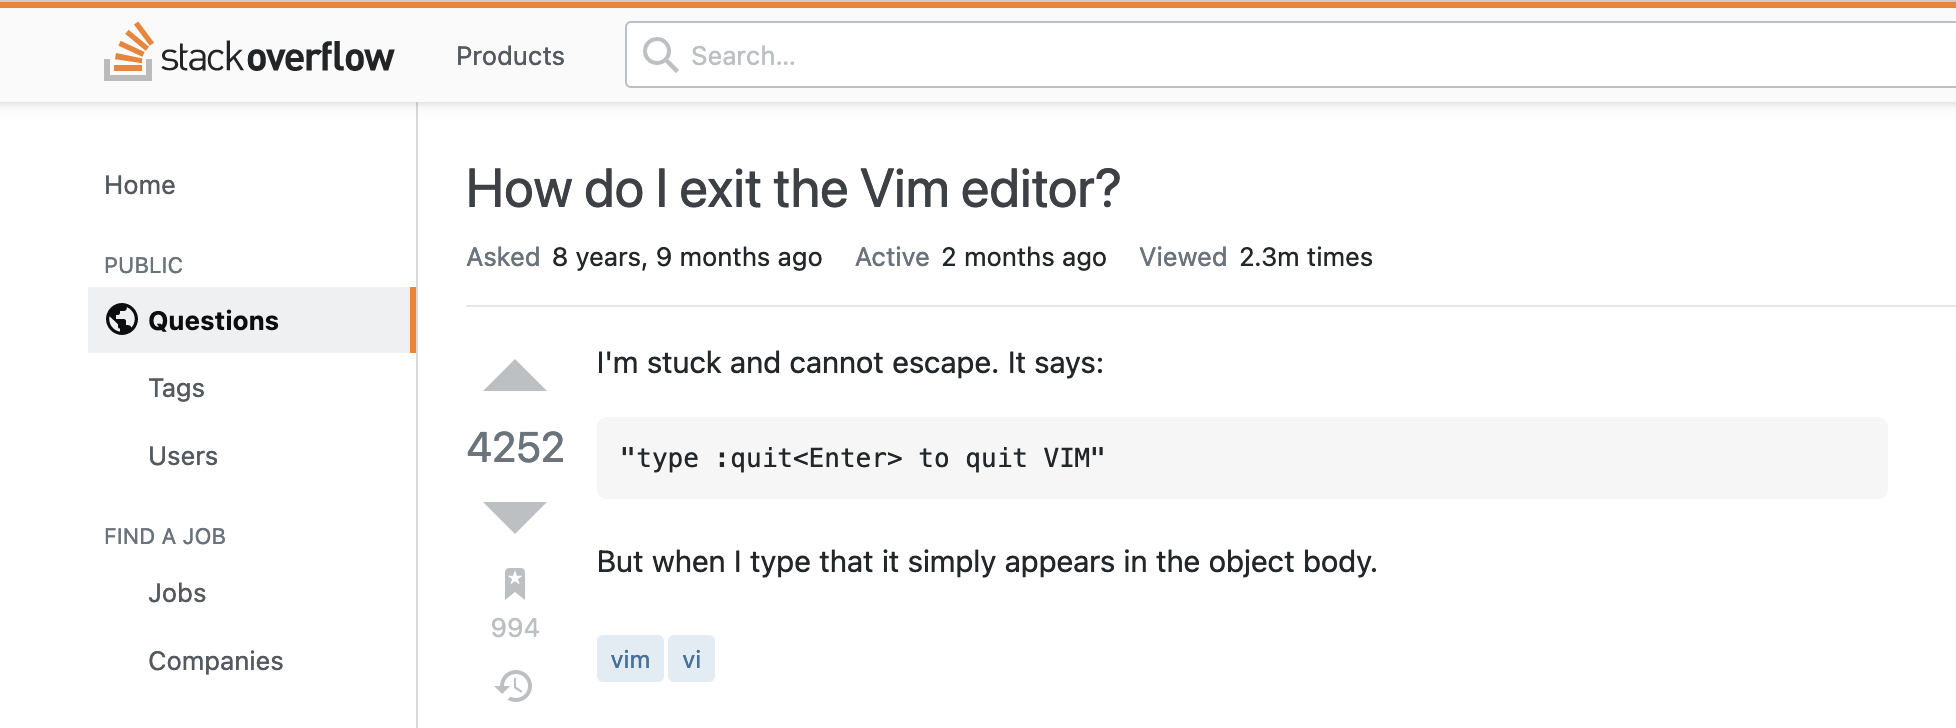 stackoverflow Products Search...
Home
PUBLIC
Questions
Tags
Users
FIND A JOB
Jobs
Companies
How do I exit the Vim editor?
Asked 8 years, 9 months ago Active 2 months ago Viewed 2.3m times
I'm stuck and cannot escape. It says:
4252
"type :quit<Enter> to quit VIM"
But when I type that it simply appears in the object body.
994
vim vi